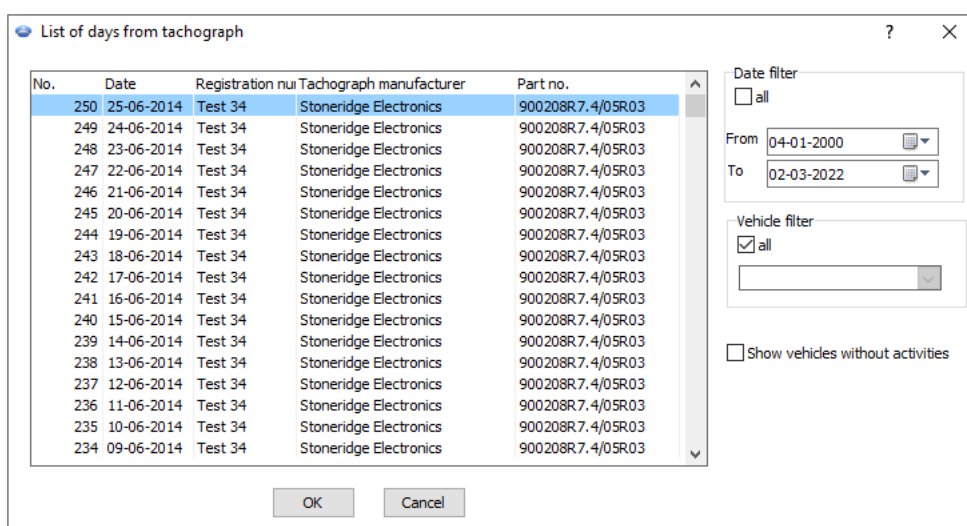 List of days from tachograph ?
No. Date Registration nur Tachograph manufacturer Part no.
250 25-06-2014 Test 34 Stoneridge Electronics 900208R7.4/05R03
249 24-06-2014 Test 34 Stoneridge Electronics 900208R7.4/05R03
248 23-06-2014 Test 34 Stoneridge Electronics 900208R7.4/05R03
247 22-06-2014 Test 34 Stoneridge Electronics 900208R7.4/05R03
246 21-06-2014 Test 34 Stoneridge Electronics 900208R7.4/05R03
245 20-06-2014 Test 34 Stoneridge Electronics 900208R7.4/05R03
244 19-06-2014 Test 34 Stoneridge Electronics 900208R7.4/05R03
243 18-06-2014 Test 34 Stoneridge Electronics 900208R7.4/05R03
242 17-06-2014 Test 34 Stoneridge Electronics 900208R7.4/05R03
241 16-06-2014 Test 34 Stoneridge Electronics 900208R7.4/05R03
240 15-06-2014 Test 34 Stoneridge Electronics 900208R7.4/05R03
239 14-06-2014 Test 34 Stoneridge Electronics 900208R7.4/05R03
238 13-06-2014 Test 34 Stoneridge Electronics 900208R7.4/05R03
237 12-06-2014 Test 34 Stoneridge Electronics 900208R7.4/05R03
236 11-06-2014 Test 34 Stoneridge Electronics 900208R7.4/05R03
235 10-06-2014 Test 34 Stoneridge Electronics 900208R7.4/05R03
234 09-06-2014 Test 34 Stoneridge Electronics 900208R7.4/05R03
Date filter
all
From 04-01-2000
To 02-03-2022
Vehicle filter
all
Show vehicles without activities
OK Cancel